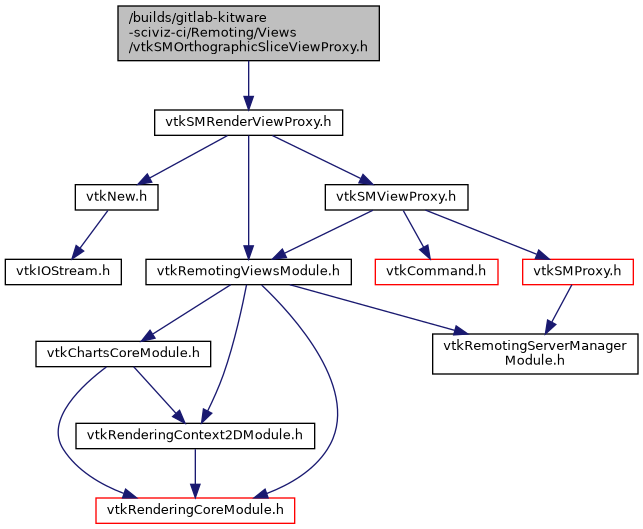 /builds/gitlab-kitware
-sciviz-ci/Remoting/Views
/vtkSMOrthographicSliceViewProxy.h
vtkSMRenderViewProxy.h
vtkNew.h
vtkSMViewProxy.h
vtkIOStream.h
vtkRemotingViewsModule.h
vtkCommand.h
vtkSMProxy.h
vtkChartsCoreModule.h
vtkRemotingServerManager
Module.h
vtkRenderingContext2DModule.h
vtkRenderingCoreModule.h